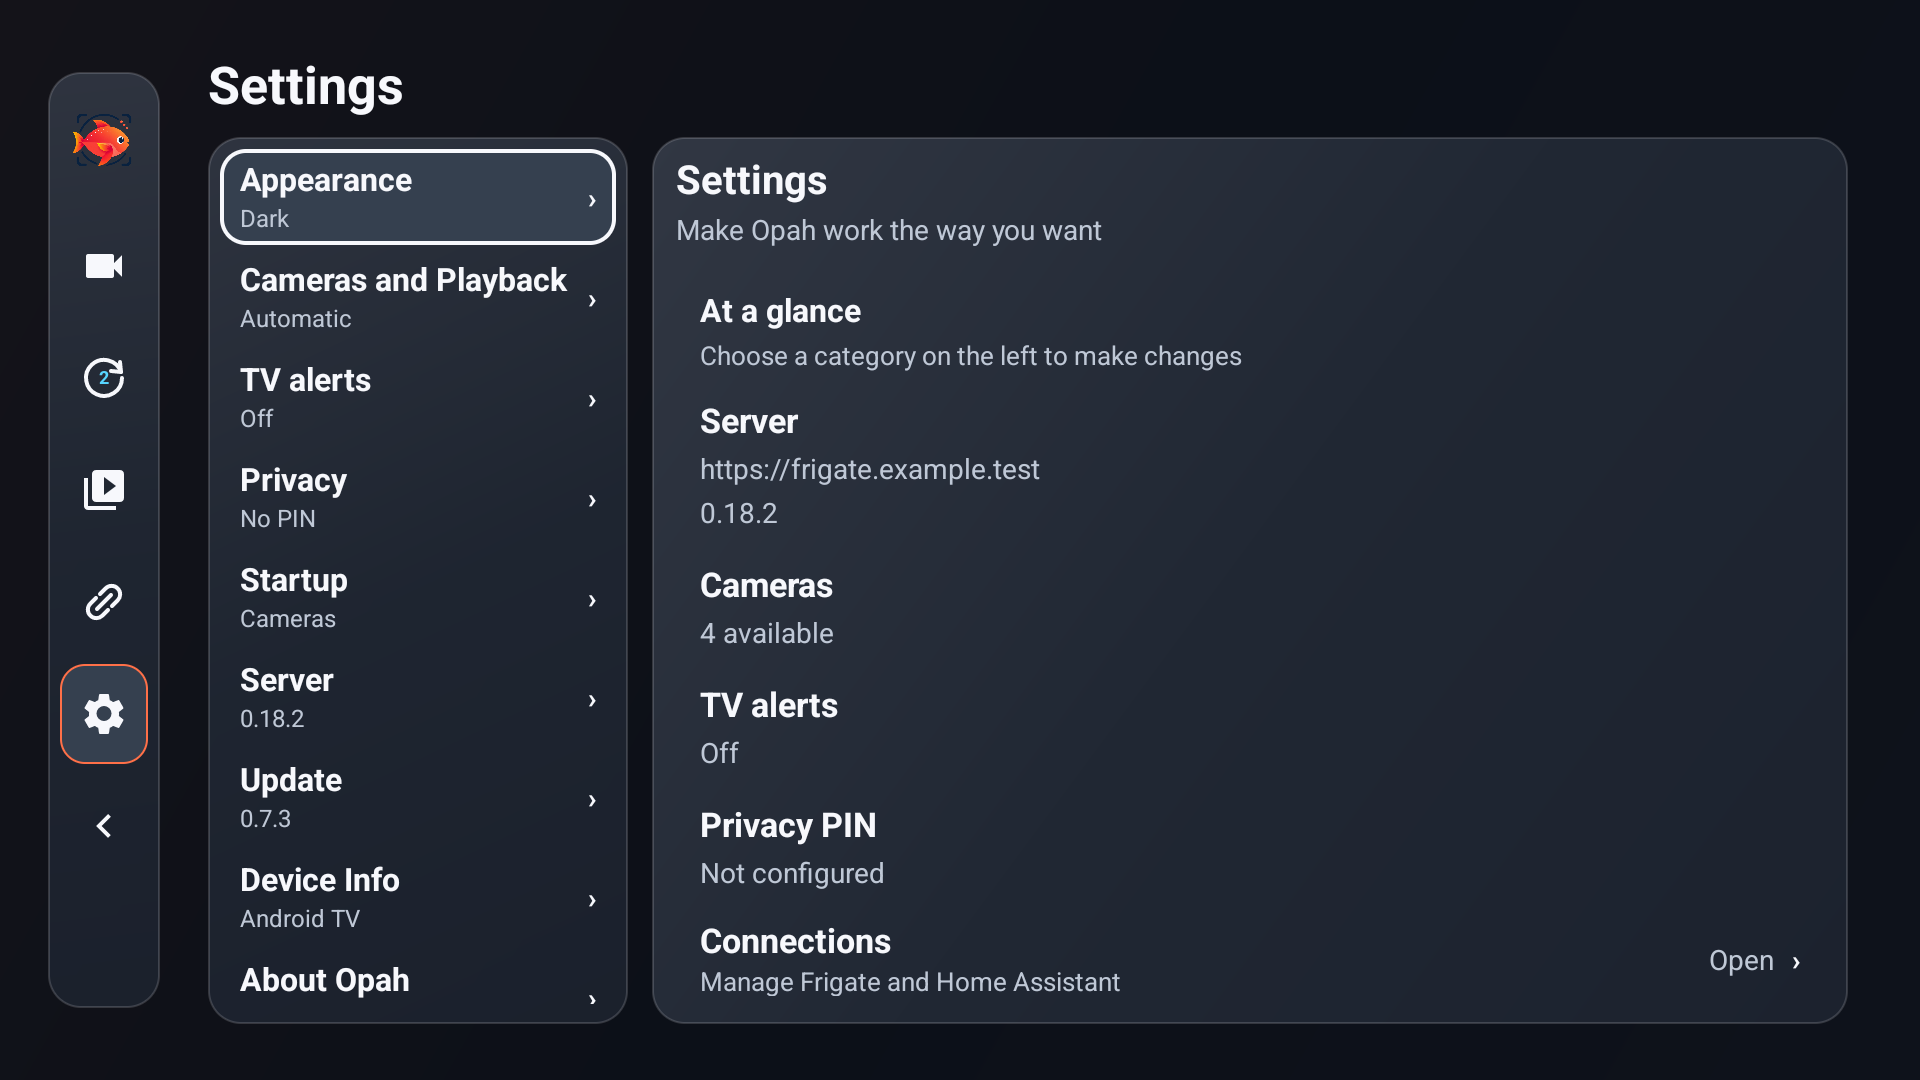 Settings
2
Appearance
Dark
Cameras and Playback
Automatic
TV alerts
Off
Privacy
No PIN
Startup
Cameras
Server
0.18.2
Update
0.7.3
Device Info
Android TV
About Opah
Settings
Make Opah work the way you want
At a glance
Choose a category on the left to make changes
Server
https://frigate.example.test
0.18.2
Cameras
4 available
TV alerts
Off
Privacy PIN
Not configured
Connections
Manage Frigate and Home Assistant
Open